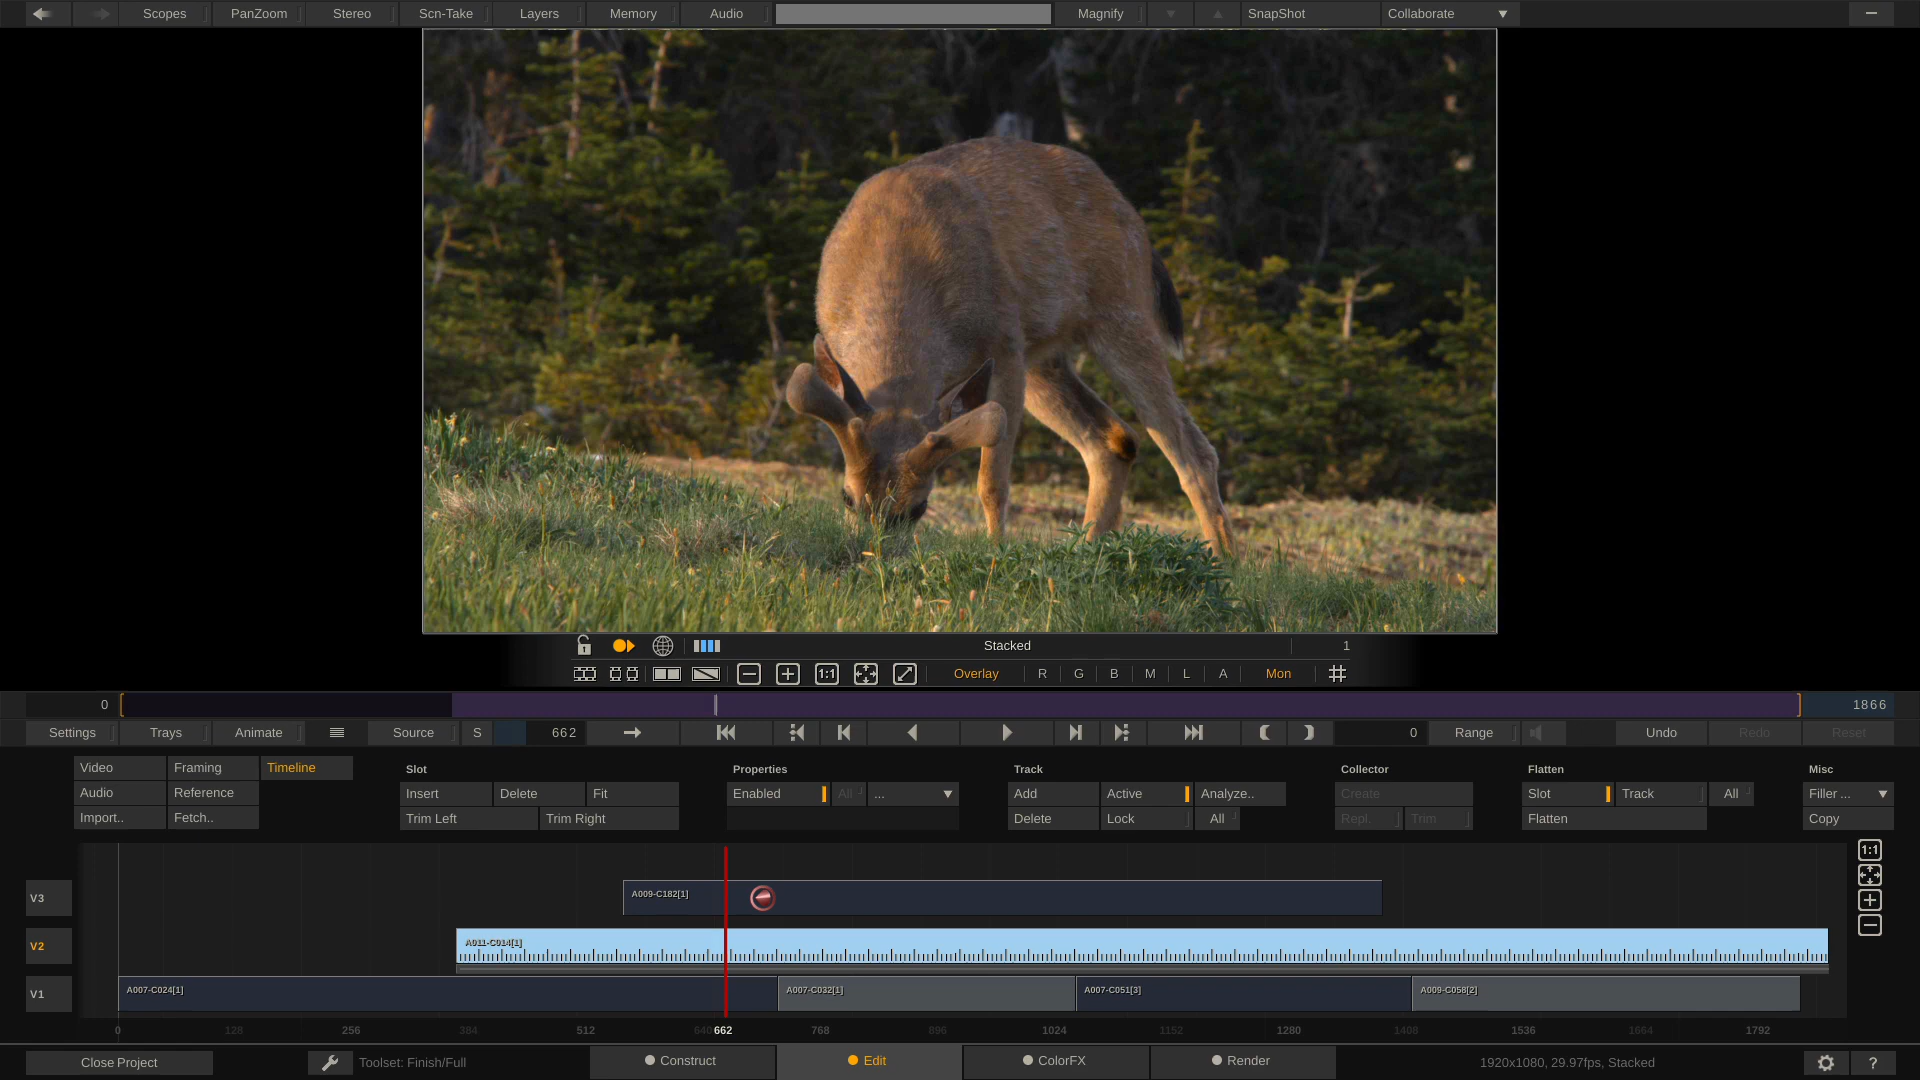 Scopes PanZoom Stereo Scn-Take Layers Memory Audio Magnify SnapShot Collaborate
Stacked 1
1:1 Overlay R G B M L A Mon
0 1866
Settings Trays Animate Source S 662 0 Range Undo Redo Reset
Video Framing Timeline
Audio Reference
Import.. Fetch..
Slot Properties Track Collector Flatten Misc
Insert Delete Fit Enabled All ... Add Active Analyze.. Create Slot Track All Filler ...
Trim Left Trim Right Delete Lock All Repl. Trim Flatten Copy
1:1
V3 A009-C182[1]
V2 A011-C014[1]
V1 A007-C024[1] A007-C032[1] A007-C051[3] A009-C058[2]
0 128 256 384 512 640 662 768 896 1024 1152 1280 1408 1536 1664 1792
Close Project Toolset: Finish/Full Construct Edit ColorFX Render 1920x1080, 29.97fps, Stacked ?